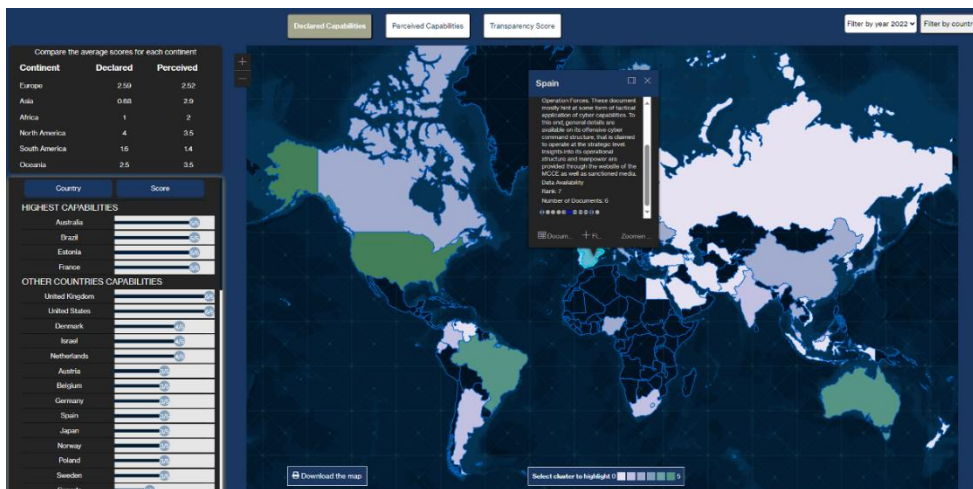 Declared Capabilities
Perceived Capabilities
Transparency Score
Filter by year 2022
Filter by countr
Compare the average scores for each continent
Continent Declared Perceived
Europe 2.59 2.52
Asia 0.68 2.9
Africa 1 2
North America 4 3.5
South America 1.6 1.4
Oceania 2.5 3.5
Country Score
HIGHEST CAPABILITIES
Australia
Brazil
Estonia
France
OTHER COUNTRIES CAPABILITIES
United Kingdom
United States
Denmark
Israel
Netherlands
Austria
Belgium
Germany
Spain
Japan
Norway
Poland
Sweden
+
−
Spain
Operation Forces. These document
mostly hint at some form of tactical
application of cyber capabilities. To
this end, general details are
available on its offensive cyber
command structure, that is claimed
to operate at the strategic level.
Insights into its operational
structure and manpower are
provided through the website of the
MCCE as well as sanctioned media.
Data Availability
Rank: 7
Number of Documents: 6
Docum... Fi... Zoomen ...
Download the map
Select cluster to highlight 0 5